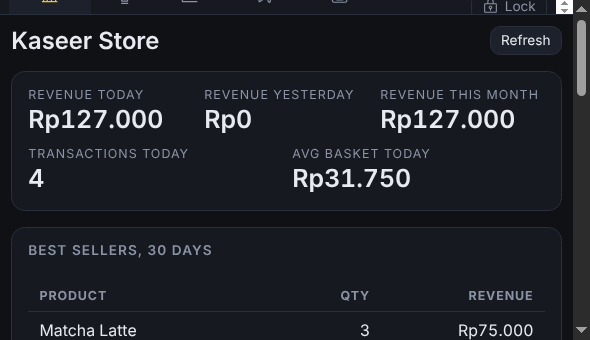 Lock
Kaseer Store
Refresh
REVENUE TODAY REVENUE YESTERDAY REVENUE THIS MONTH
Rp127.000 Rp0 Rp127.000
TRANSACTIONS TODAY AVG BASKET TODAY
4 Rp31.750
BEST SELLERS, 30 DAYS
PRODUCT QTY REVENUE
Matcha Latte 3 Rp75.000